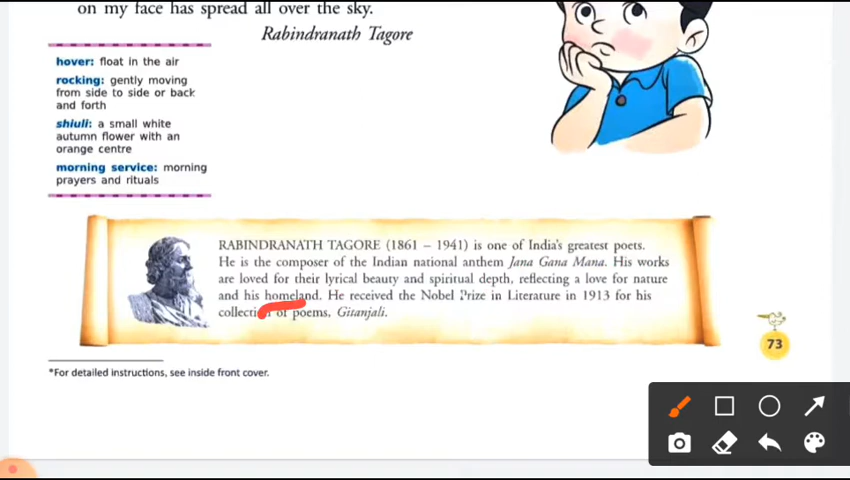 on my face has spread all over the sky.
Rabindranath Tagore
hover: float in the air
rocking: gently moving
from side to side or back
and forth
shiuli: a small white
autumn flower with an
orange centre
morning service: morning
prayers and rituals
RABINDRANATH TAGORE (1861 – 1941) is one of India's greatest poets.
He is the composer of the Indian national anthem Jana Gana Mana. His works
are loved for their lyrical beauty and spiritual depth, reflecting a love for nature
and his homeland. He received the Nobel Prize in Literature in 1913 for his
collection of poems, Gitanjali.
73
*For detailed instructions, see inside front cover.